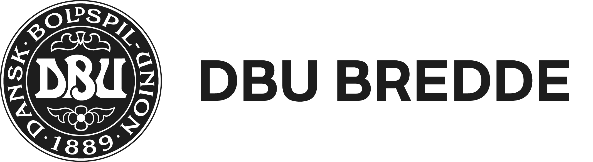 DANSK · BOLDSPIL-UNION · 1889 ·
DBU
DBU BREDDE